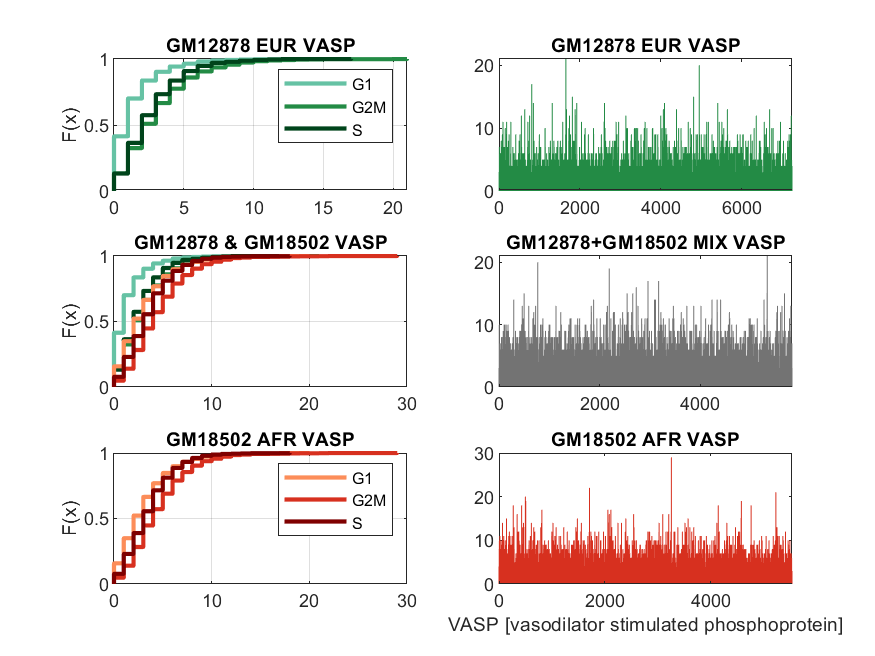 GM12878 EUR VASP
1
0.5
0
F(x)
G1
G2M
S
0 5 10 15 20
GM12878 EUR VASP
20
10
0
0 2000 4000 6000
GM12878 & GM18502 VASP
1
0.5
0
F(x)
0 10 20 30
GM12878+GM18502 MIX VASP
20
10
0
0 2000 4000
GM18502 AFR VASP
1
0.5
0
F(x)
G1
G2M
S
0 10 20 30
GM18502 AFR VASP
30
20
10
0
0 2000 4000
VASP [vasodilator stimulated phosphoprotein]